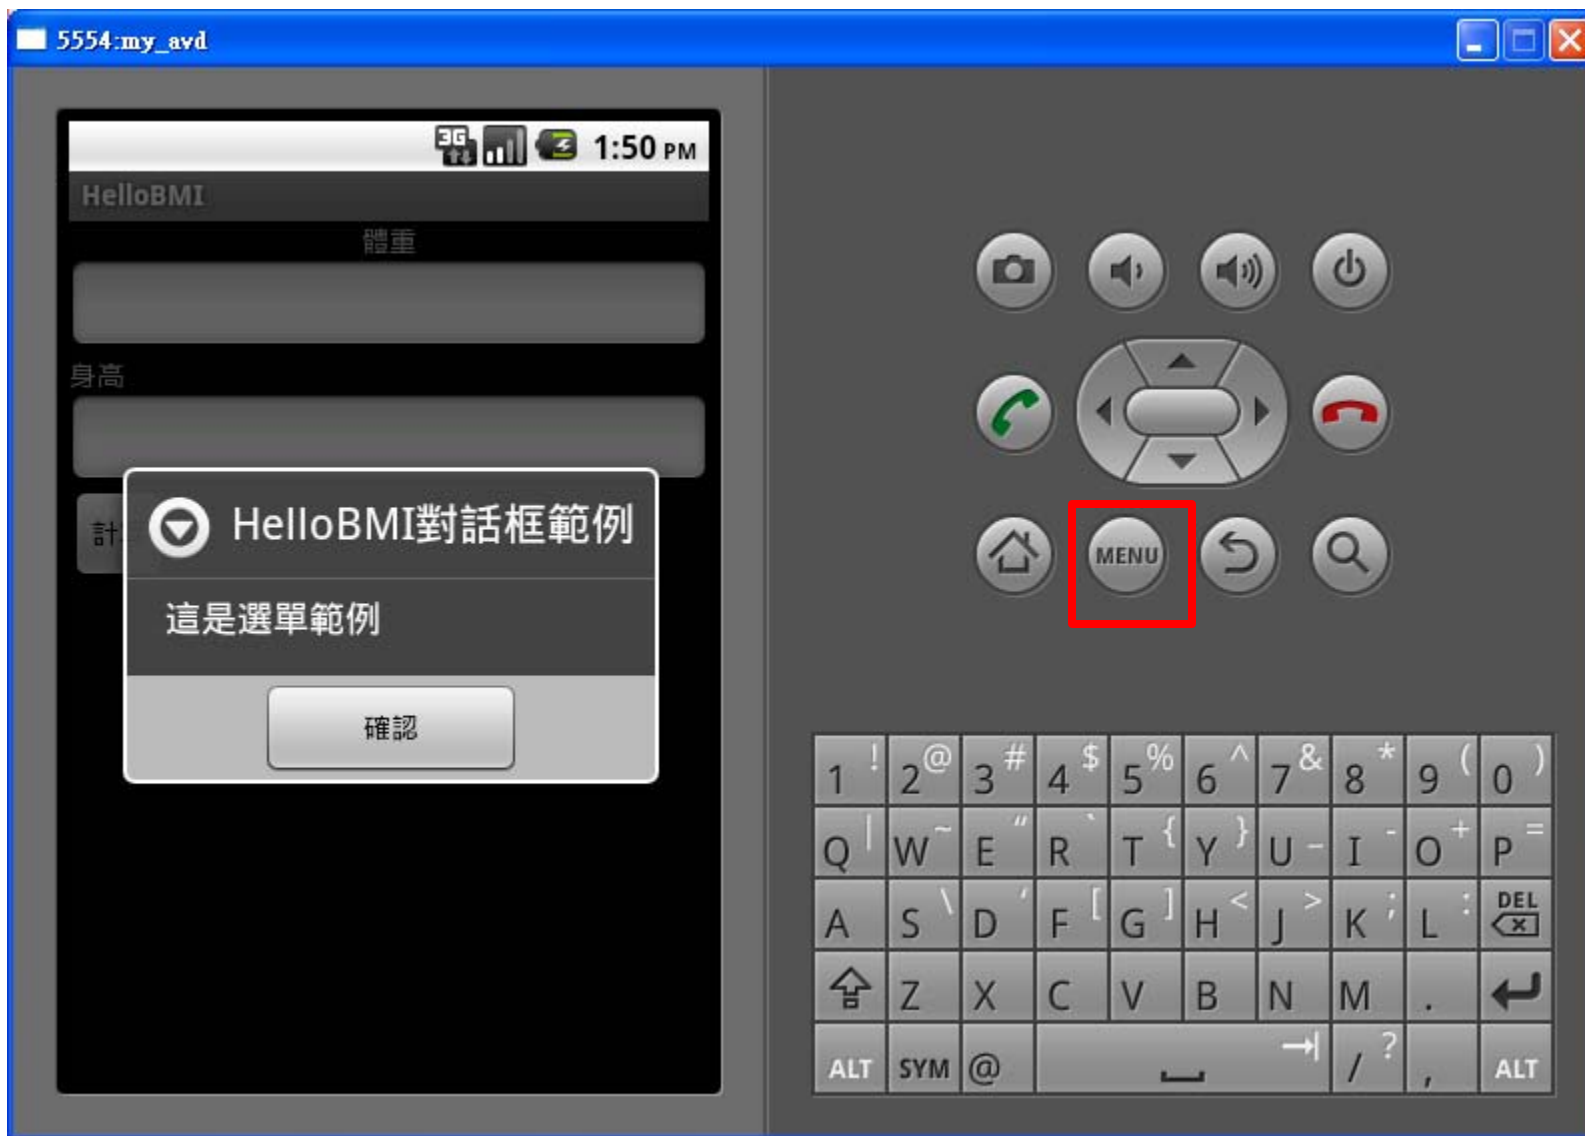 5554:my_avd
3G 1:50 PM
HelloBMI
體重
身高
HelloBMI對話框範例
這是選單範例
確認
MENU
1 ! 2 @ 3 # 4 $ 5 % 6 ^ 7 & 8 * 9 ( 0 )
Q | W ~ E " R ` T { Y } U _ I - O + P =
A S \ D ' F [ G ] H < J > K ; L : DEL
Z X C V B N M .
ALT SYM @ / ? , ALT